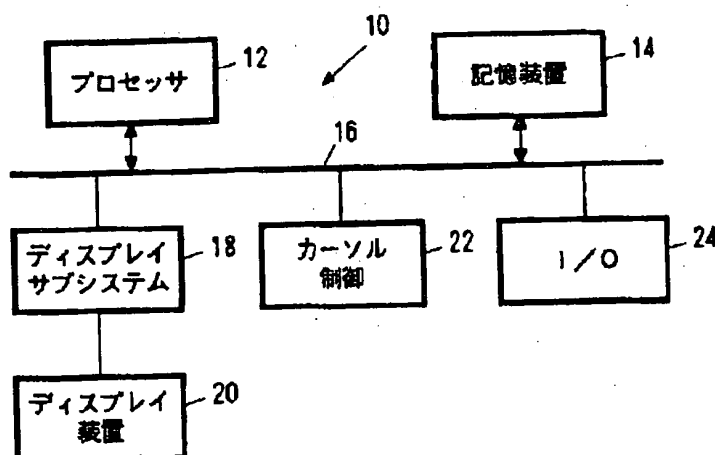 10
プロセッサ
12
記憶装置
14
16
ディスプレイ
サブシステム
18
カーソル
制御
22
I/O
24
ディスプレイ
装置
20